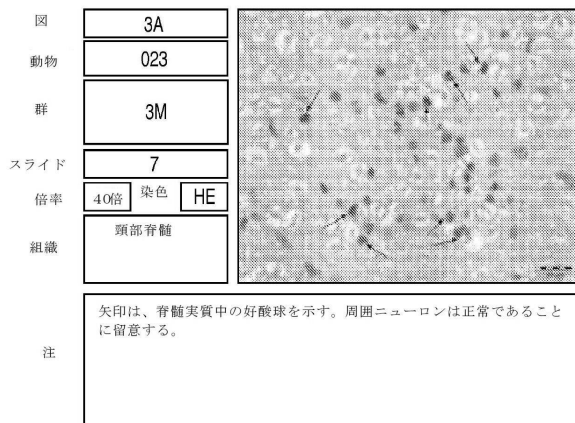 図 3A
動物 023
群 3M
スライド 7
倍率 40倍 染色 HE
組織 頸部脊髄
注 矢印は、脊髄実質中の好酸球を示す。周囲ニューロンは正常であること
に留意する。